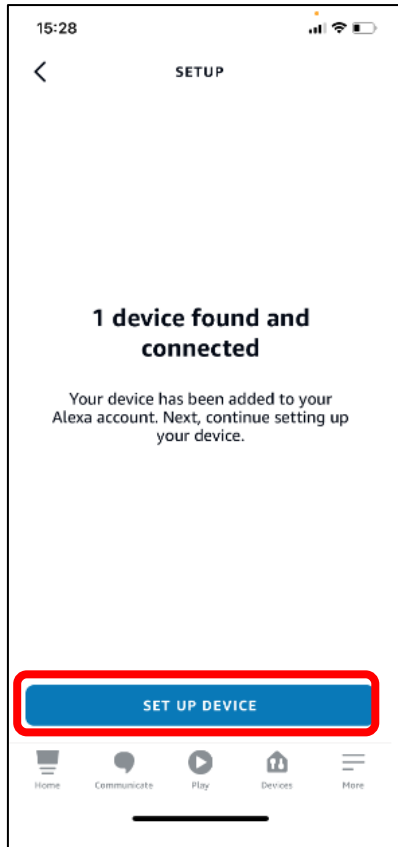 15:28
SETUP
1 device found and
connected
Your device has been added to your
Alexa account. Next, continue setting up
your device.
SET UP DEVICE
Home Communicate Play Devices More